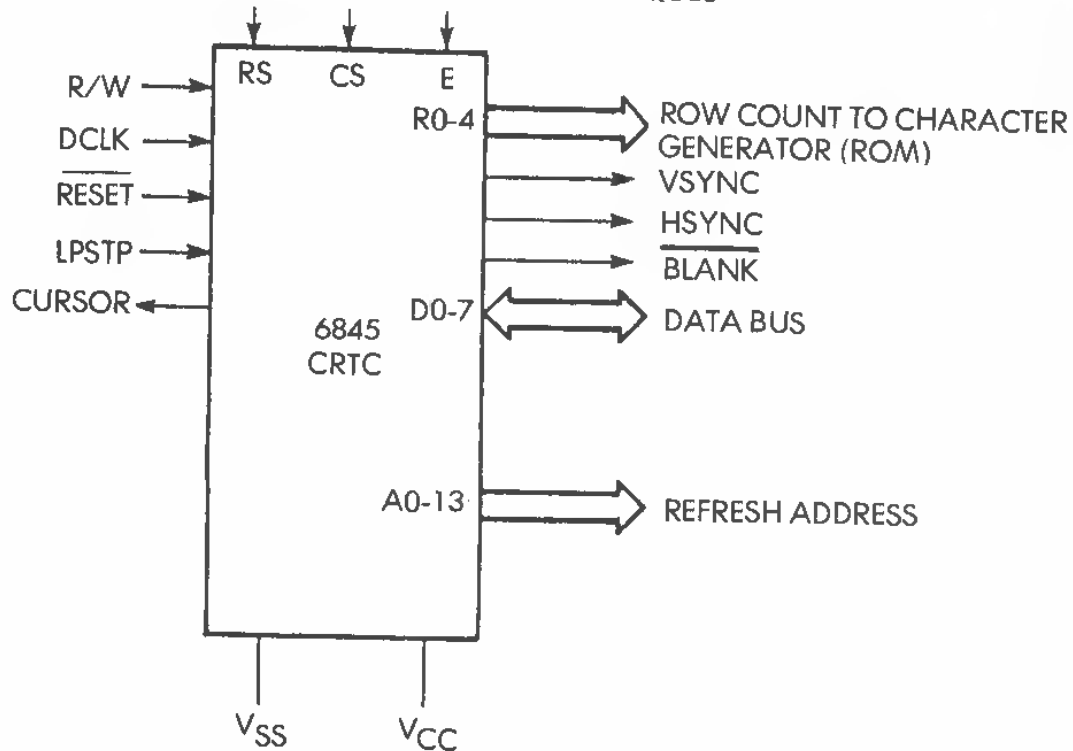 RS CS E
R/W
R0-4
ROW COUNT TO CHARACTER
GENERATOR (ROM)
DCLK
VSYNC
RESET
HSYNC
LPSTP
BLANK
CURSOR
D0-7
DATA BUS
6845
CRTC
A0-13
REFRESH ADDRESS
VSS
VCC